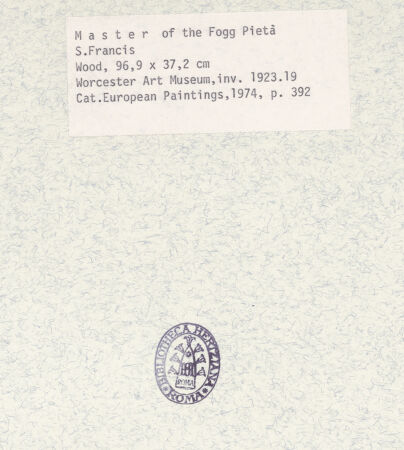 M a s t e r of the Fogg Pietà
S.Francis
Wood, 96,9 x 37,2 cm
Worcester Art Museum,inv. 1923.19
Cat.European Paintings,1974, p. 392
BIBLIOTHECA HERTZIANA
ROMA
ROMA